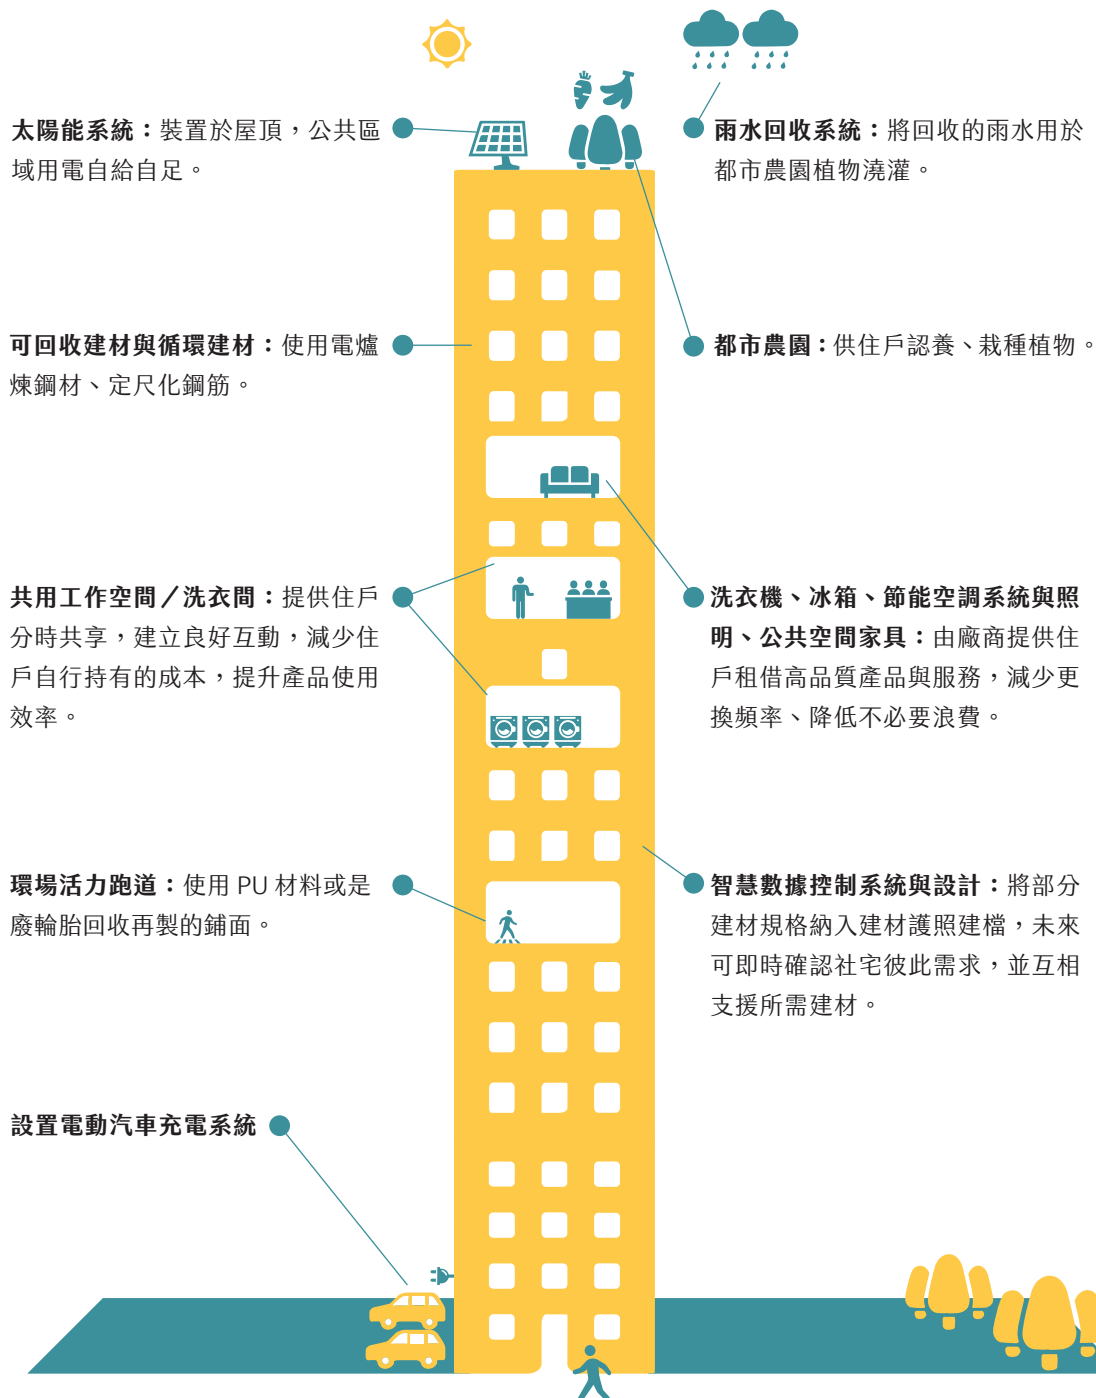 太陽能系統：裝置於屋頂，公共區
域用電自給自足。
雨水回收系統：將回收的雨水用於
都市農園植物澆灌。
可回收建材與循環建材：使用電爐
煉鋼材、定尺化鋼筋。
都市農園：供住戶認養、栽種植物。
共用工作空間／洗衣間：提供住戶
分時共享，建立良好互動，減少住
戶自行持有的成本，提升產品使用
效率。
洗衣機、冰箱、節能空調系統與照
明、公共空間家具：由廠商提供住
戶租借高品質產品與服務，減少更
換頻率、降低不必要浪費。
環場活力跑道：使用 PU 材料或是
廢輪胎回收再製的鋪面。
智慧數據控制系統與設計：將部分
建材規格納入建材護照建檔，未來
可即時確認社宅彼此需求，並互相
支援所需建材。
設置電動汽車充電系統